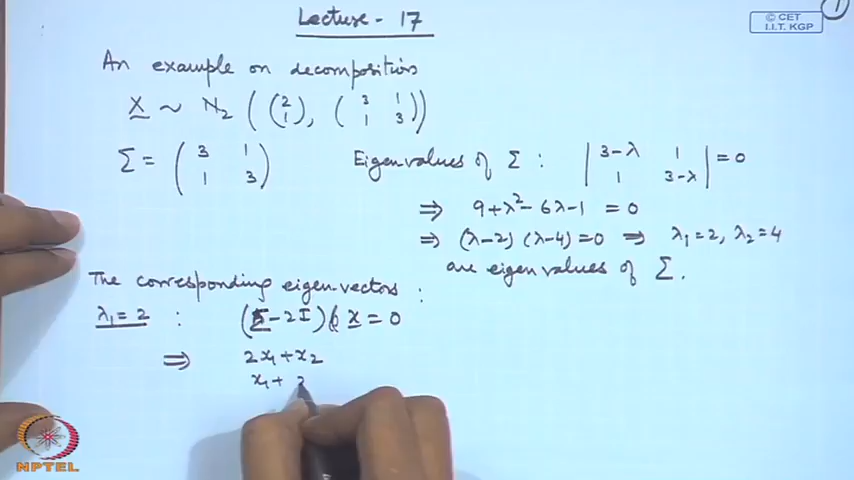 Lecture - 17
© CET
I.I.T. KGP
1
An example on decomposition
X ~ N₂ ( (2 1), (3 1 1 3) )
Σ = (3 1 1 3)
Eigenvalues of Σ : |3-λ 1 1 3-λ| = 0
⇒ 9+λ²-6λ-1 = 0
⇒ (λ-2) (λ-4) = 0 ⇒ λ₁=2, λ₂=4
are eigenvalues of Σ.
The corresponding eigen-vectors :
λ₁=2 : (Σ-2I) x = 0
⇒ 2x₁+x₂
x₁+
NPTEL